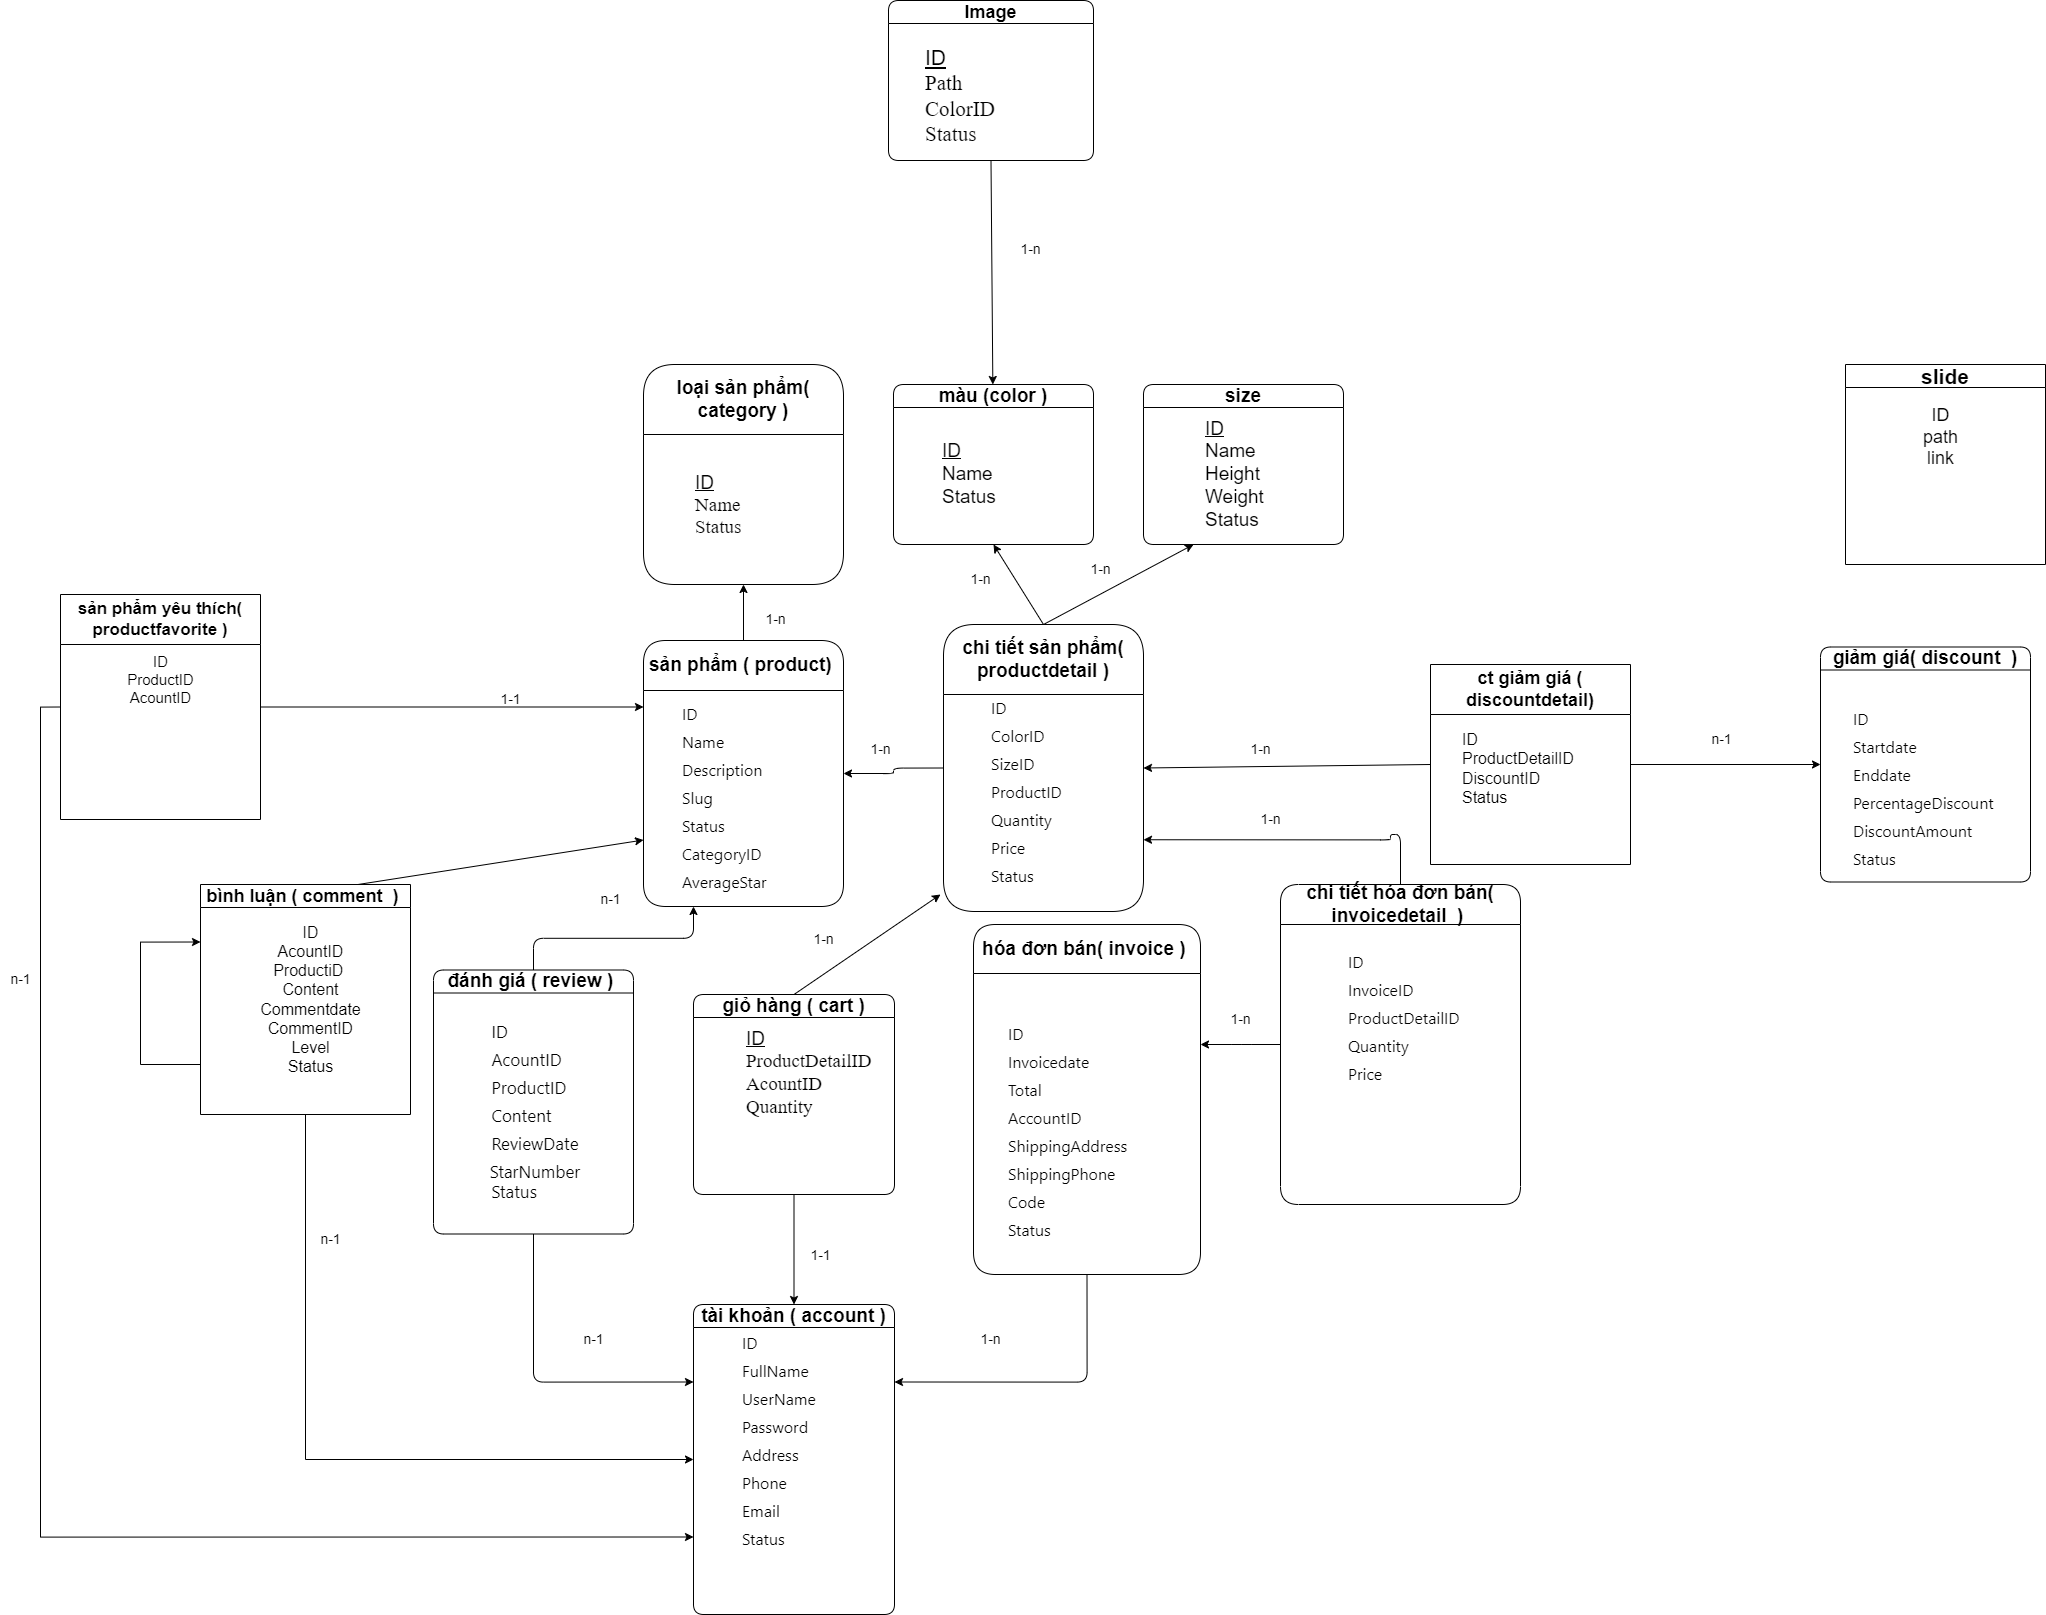 Image
ID
Path
ColorID
Status
1-n
loại sản phẩm(
category )
ID
Name
Status
màu (color )
ID
Name
Status
size
ID
Name
Height
Weight
Status
slide
ID
path
link
1-n
1-n
1-n
sản phẩm yêu thích(
productfavorite )
ID
ProductID
AcountID
1-1
sản phẩm ( product)
ID
Name
Description
Slug
Status
CategoryID
AverageStar
1-n
chi tiết sản phẩm(
productdetail )
ID
ColorID
SizeID
ProductID
Quantity
Price
Status
1-n
1-n
ct giảm giá (
discountdetail)
ID
ProductDetailID
DiscountID
Status
n-1
giảm giá( discount )
ID
Startdate
Enddate
PercentageDiscount
DiscountAmount
Status
n-1
bình luận ( comment )
ID
AcountID
ProductiD
Content
Commentdate
CommentID
Level
Status
n-1
n-1
đánh giá ( review )
ID
AcountID
ProductID
Content
ReviewDate
StarNumber
Status
n-1
1-n
giỏ hàng ( cart )
ID
ProductDetailID
AcountID
Quantity
1-1
hóa đơn bán( invoice )
ID
Invoicedate
Total
AccountID
ShippingAddress
ShippingPhone
Code
Status
1-n
1-n
chi tiết hóa đơn bán(
invoicedetail )
ID
InvoiceID
ProductDetailID
Quantity
Price
tài khoản ( account )
ID
FullName
UserName
Password
Address
Phone
Email
Status